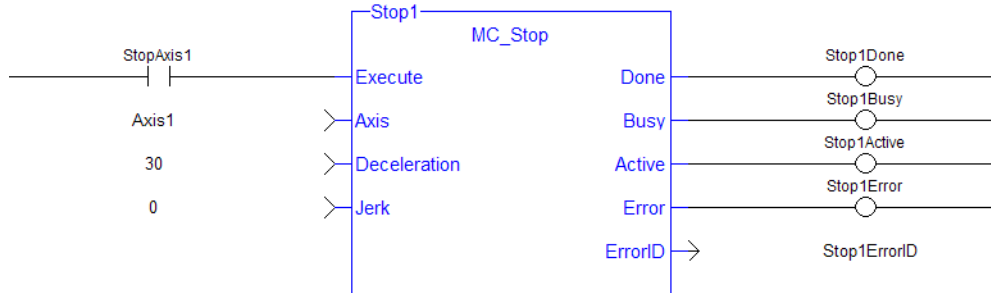 Stop1
MC_Stop
StopAxis1
Stop1Done
Execute
Done
Stop1Busy
Axis1
Axis
Busy
Stop1Active
30
Deceleration
Active
Stop1Error
0
Jerk
Error
ErrorID
Stop1ErrorID